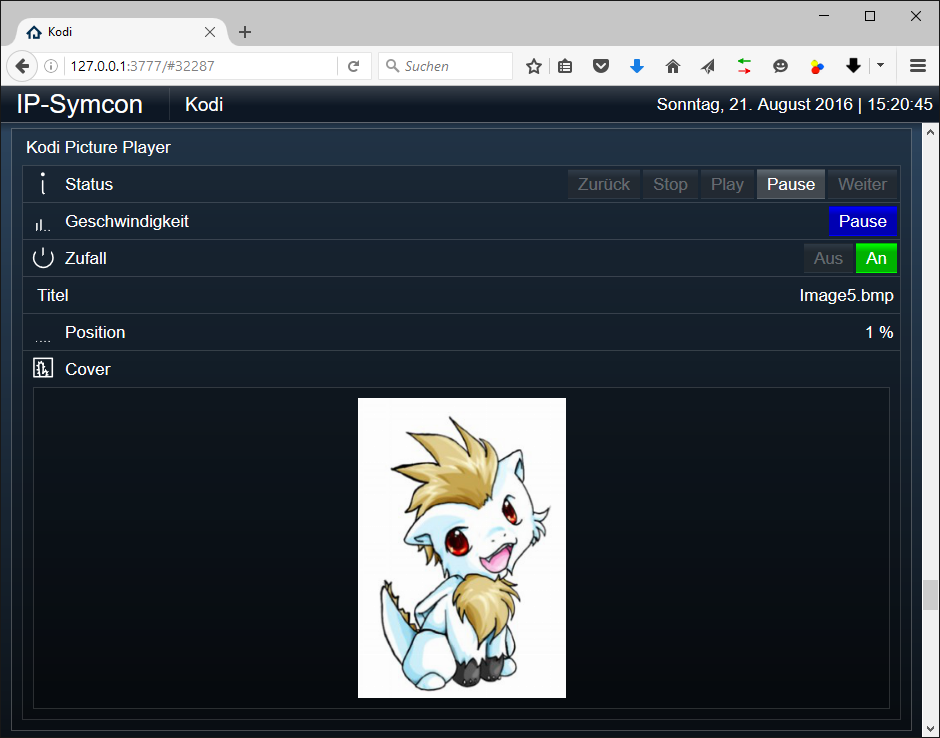 Kodi
127.0.0.1:3777/#32287 Suchen
IP-Symcon Kodi Sonntag, 21. August 2016 | 15:20:45
Kodi Picture Player
Status Zurück Stop Play Pause Weiter
Geschwindigkeit Pause
Zufall Aus An
Titel Image5.bmp
Position 1 %
Cover